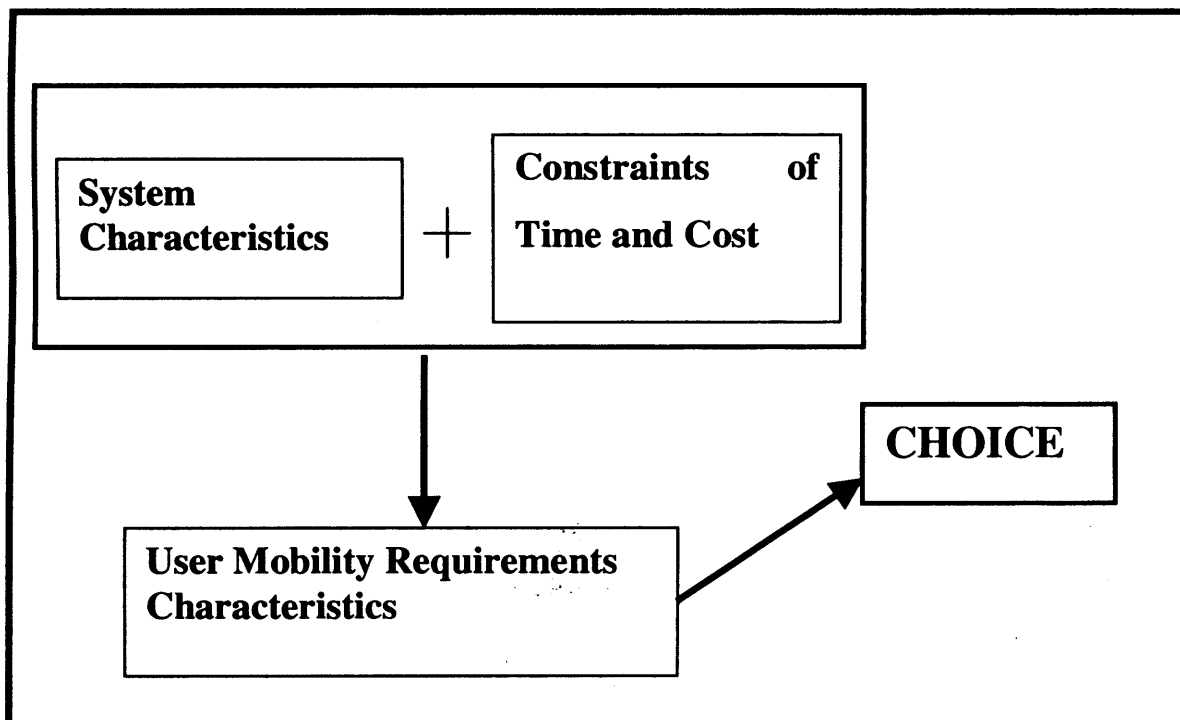 System
Characteristics
+
Constraints of
Time and Cost
CHOICE
User Mobility Requirements
Characteristics